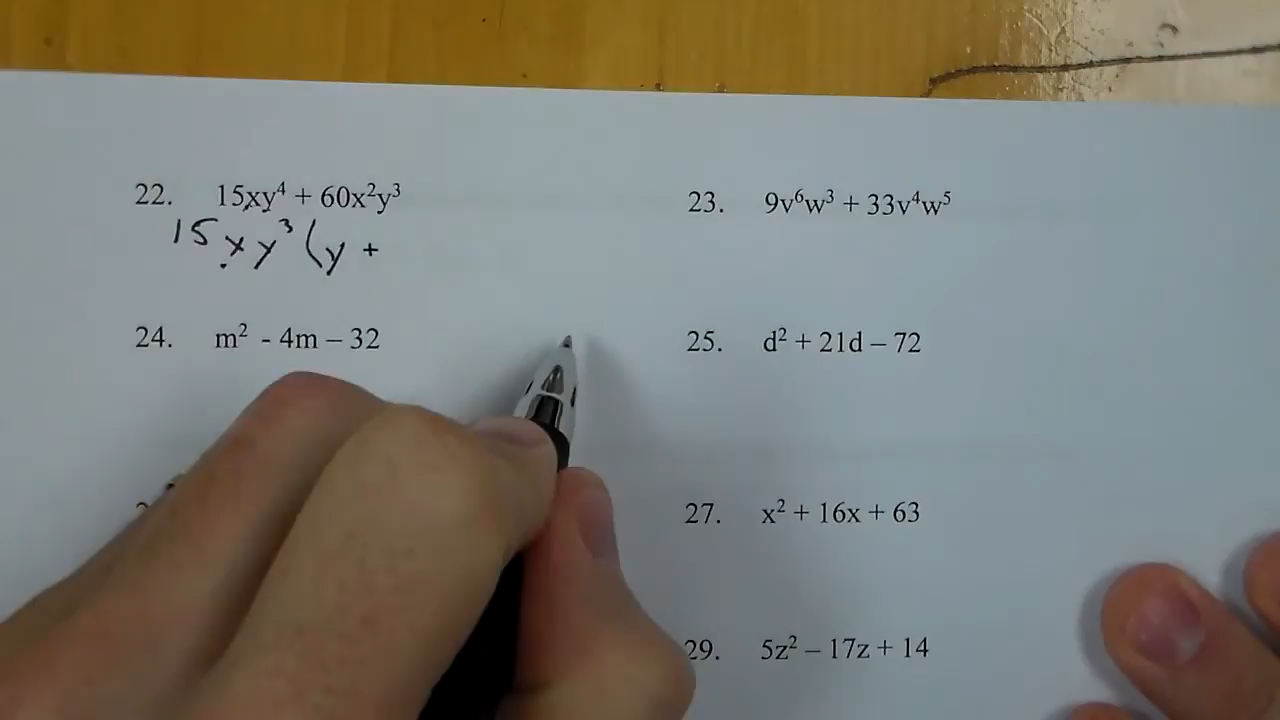 22. 15xy⁴ + 60x²y³
15xy³(y +
23. 9v⁶w³ + 33v⁴w⁵
24. m² - 4m – 32
25. d² + 21d – 72
27. x² + 16x + 63
29. 5z² – 17z + 14